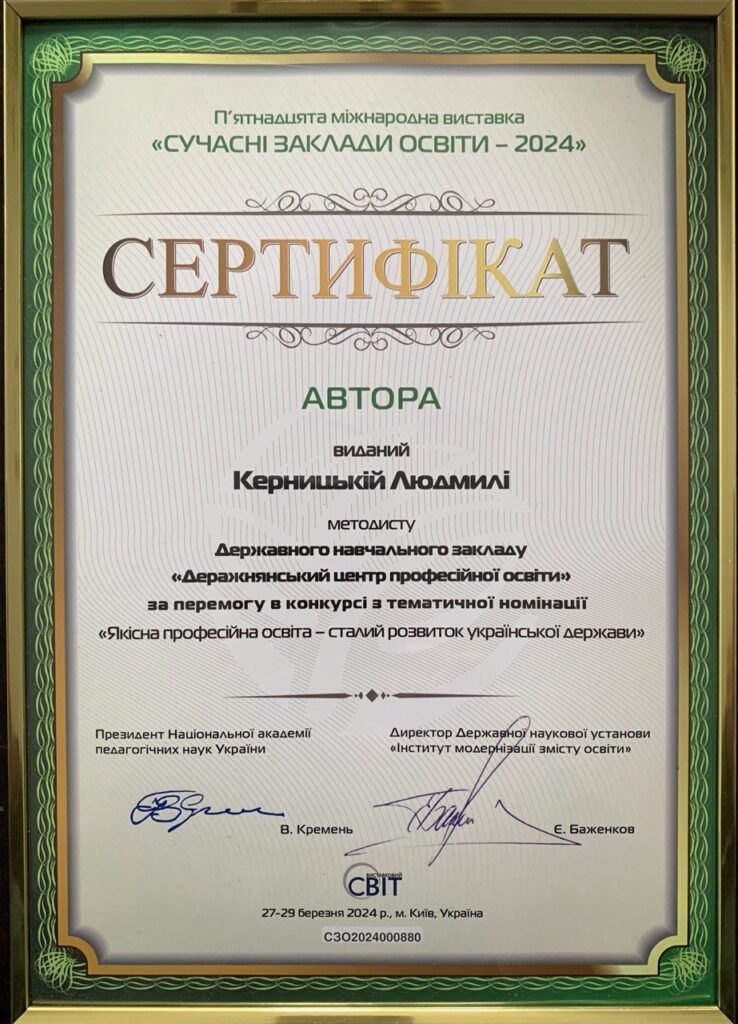 П’ятнадцята міжнародна виставка
«СУЧАСНІ ЗАКЛАДИ ОСВІТИ – 2024»
СЕРТИФІКАТ
АВТОРА
виданий
Керницькій Людмилі
методисту
Державного навчального закладу
«Деражнянський центр професійної освіти»
за перемогу в конкурсі з тематичної номінації
«Якісна професійна освіта – сталий розвиток української держави»
Президент Національної академії
педагогічних наук України
В. Кремень
Директор Державної наукової установи
«Інститут модернізації змісту освіти»
Є. Баженков
ВИСТАВКОВИЙ
СВІТ
27-29 березня 2024 р., м. Київ, Україна
СЗО2024000880